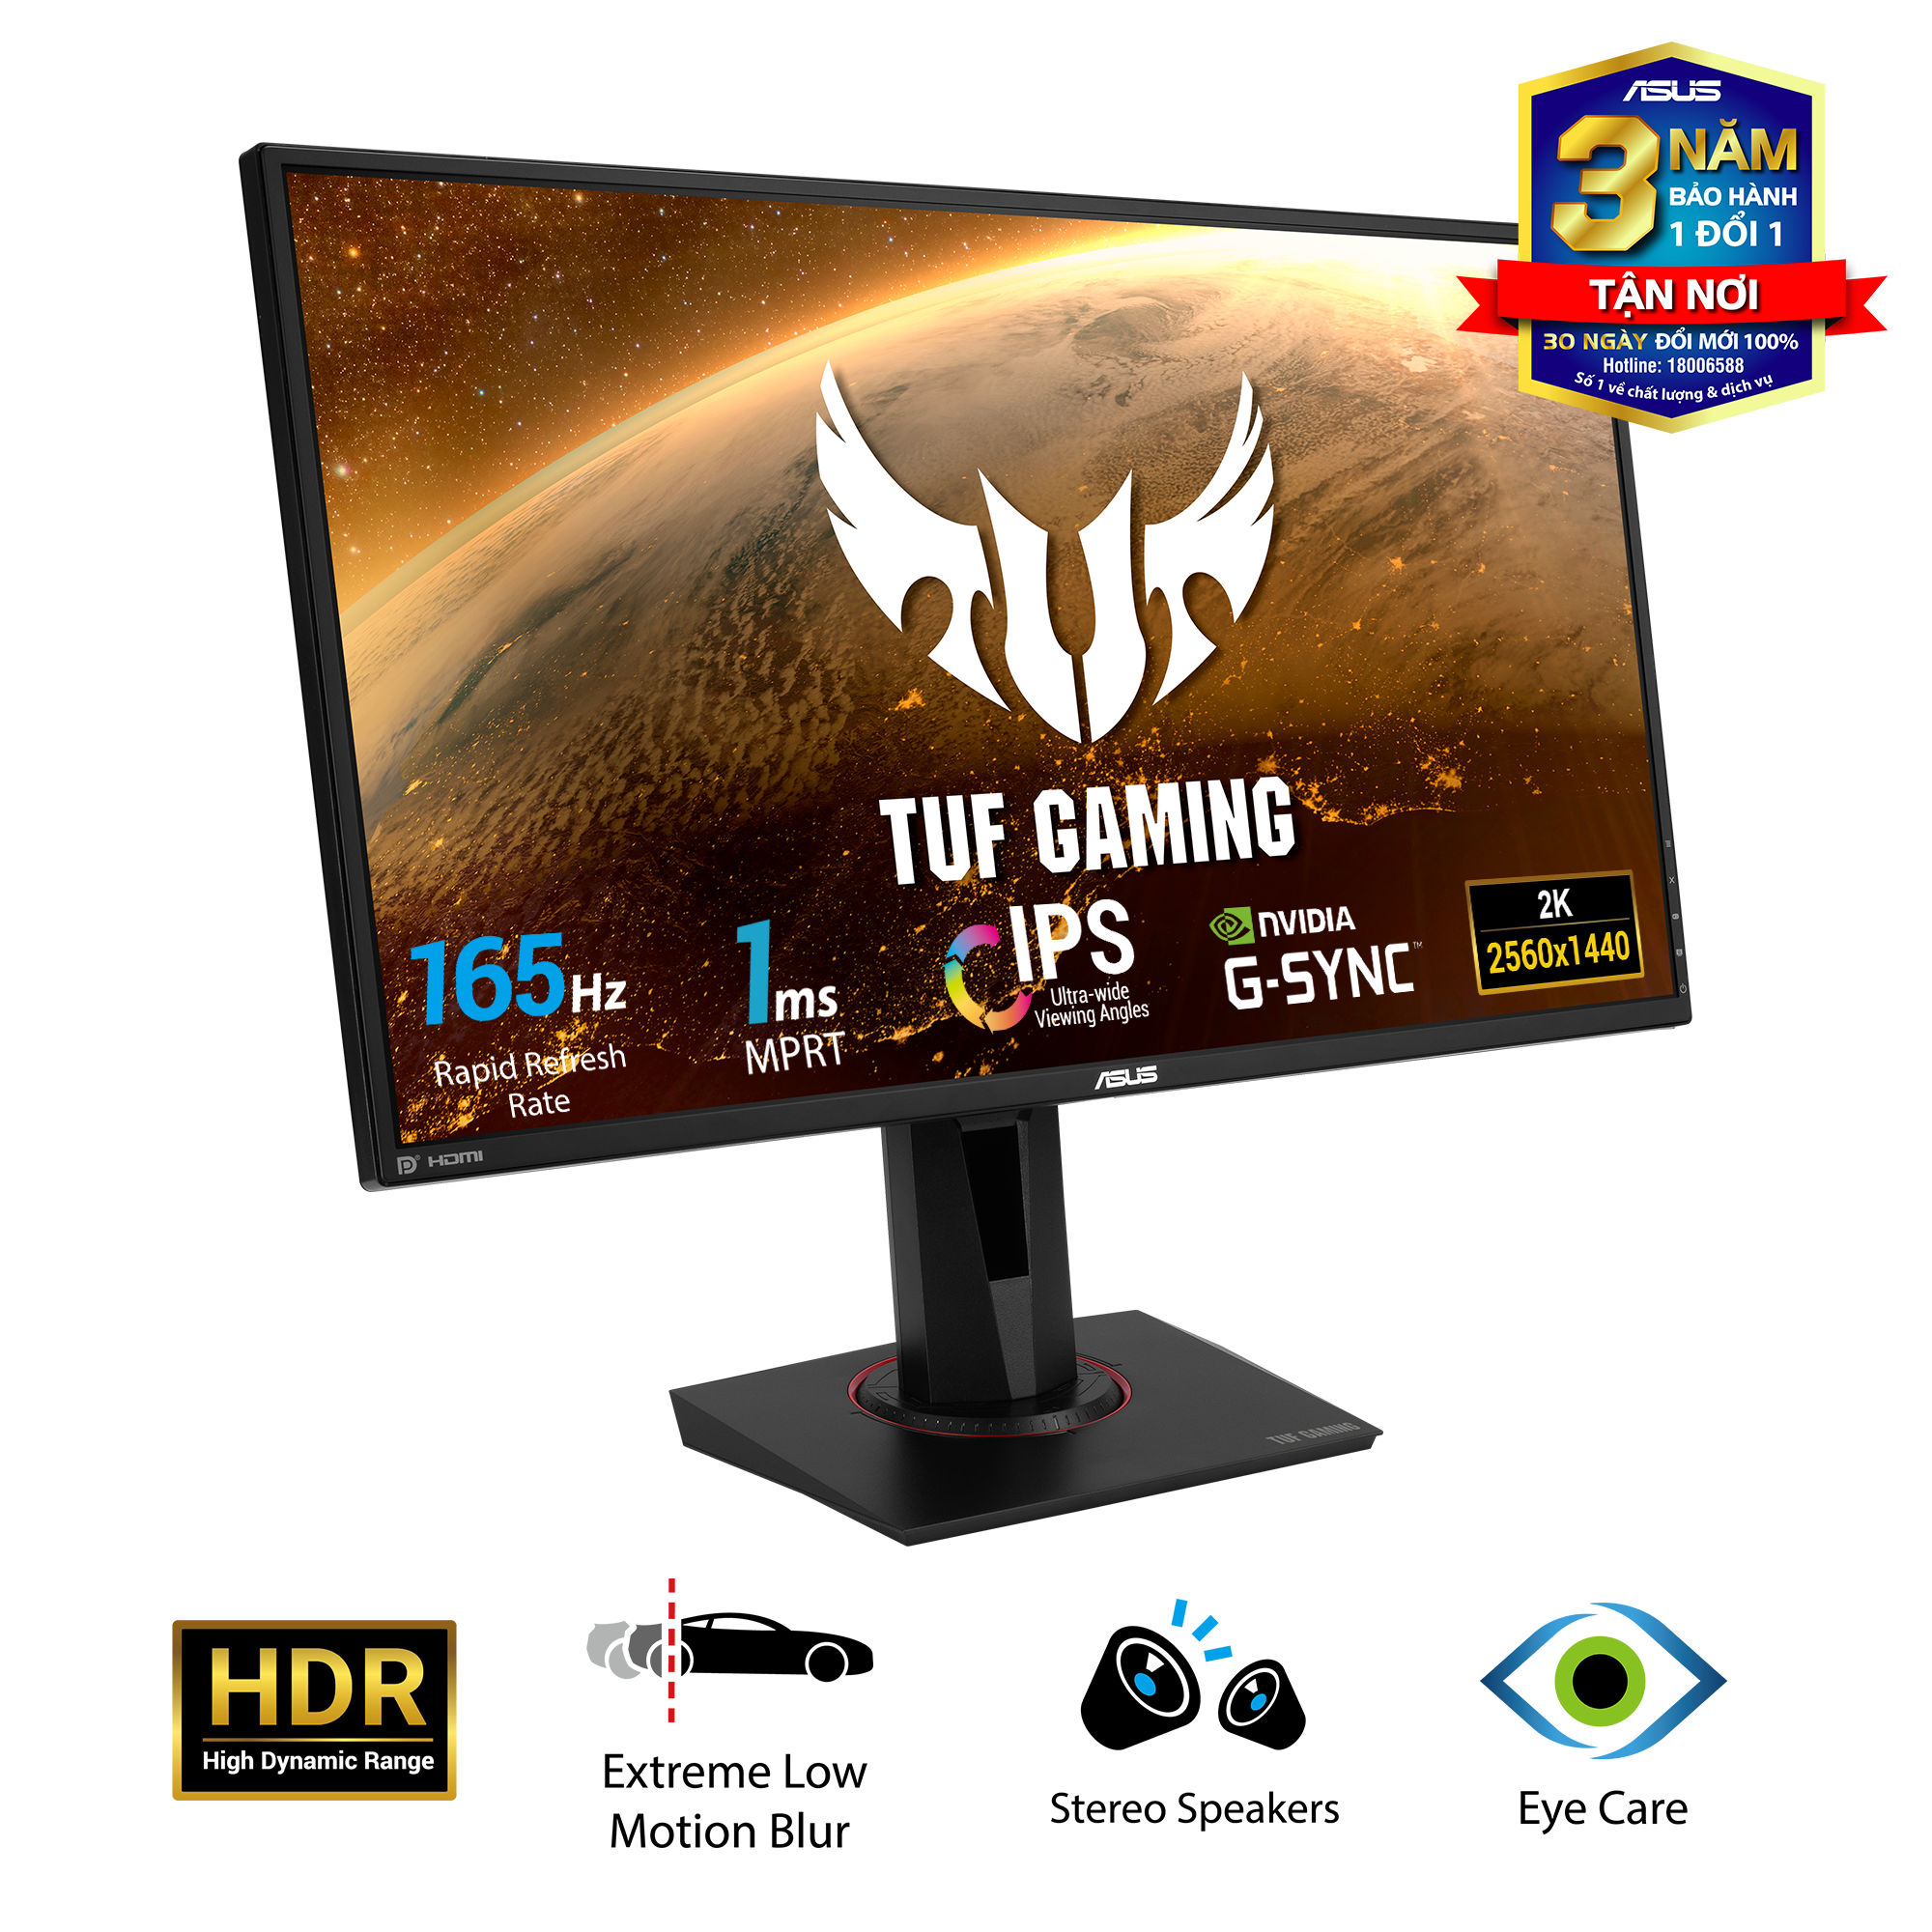 ASUS
3 NĂM
BẢO HÀNH
1 ĐỔI 1
TẬN NƠI
30 NGÀY ĐỔI MỚI 100%
Hotline: 18006588
Số 1 về chất lượng & dịch vụ
TUF GAMING
165Hz
Rapid Refresh
Rate
1ms
MPRT
IPS
Ultra-wide
Viewing Angles
NVIDIA
G-SYNC™
2K
2560x1440
ASUS
HDMI
TUF GAMING
HDR
High Dynamic Range
Extreme Low
Motion Blur
Stereo Speakers
Eye Care